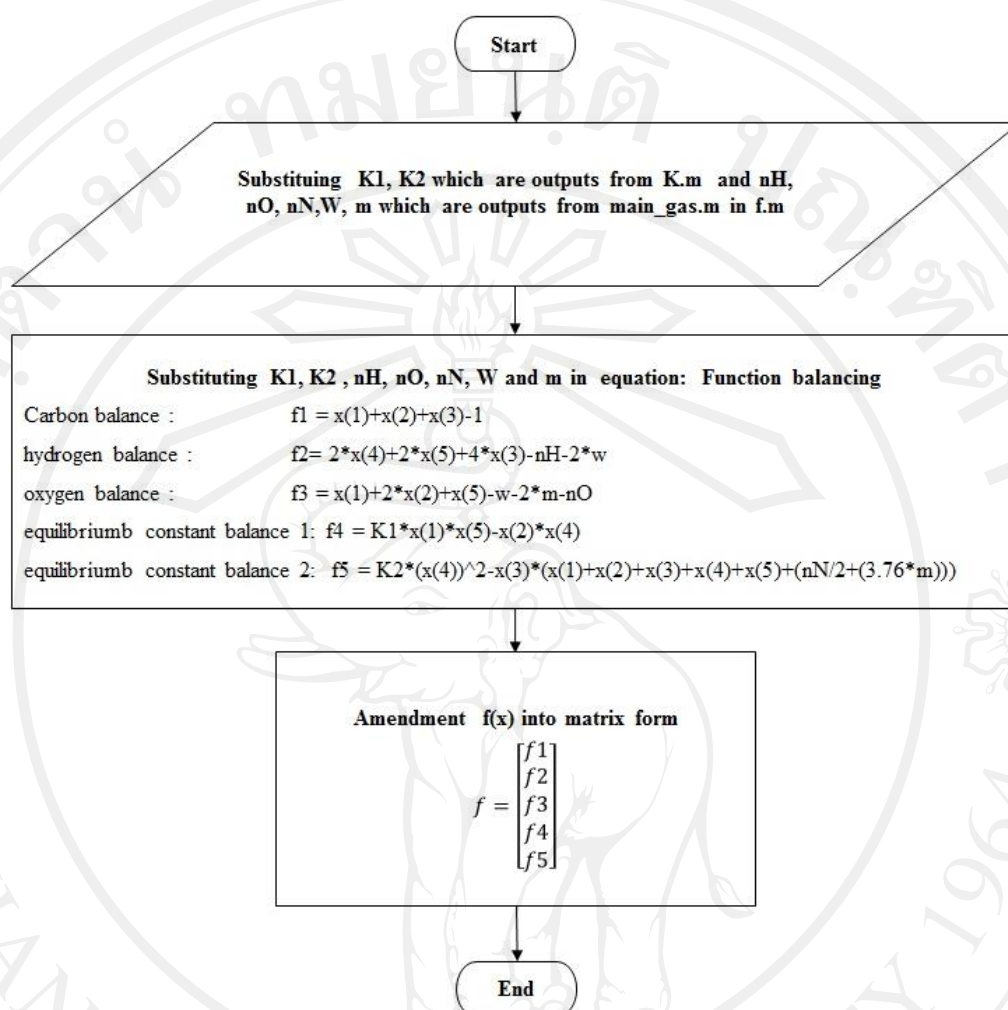 Start
Substituing K1, K2 which are outputs from K.m and nH,
nO, nN,W, m which are outputs from main_gas.m in f.m
Substituting K1, K2 , nH, nO, nN, W and m in equation: Function balancing
Carbon balance : f1 = x(1)+x(2)+x(3)-1
hydrogen balance : f2= 2*x(4)+2*x(5)+4*x(3)-nH-2*w
oxygen balance : f3 = x(1)+2*x(2)+x(5)-w-2*m-nO
equilibriumb constant balance 1: f4 = K1*x(1)*x(5)-x(2)*x(4)
equilibriumb constant balance 2: f5 = K2*(x(4))^2-x(3)*(x(1)+x(2)+x(3)+x(4)+x(5)+(nN/2+(3.76*m)))
Amendment f(x) into matrix form
f =
[f1]
f2
f3
f4
[f5]
End
1964